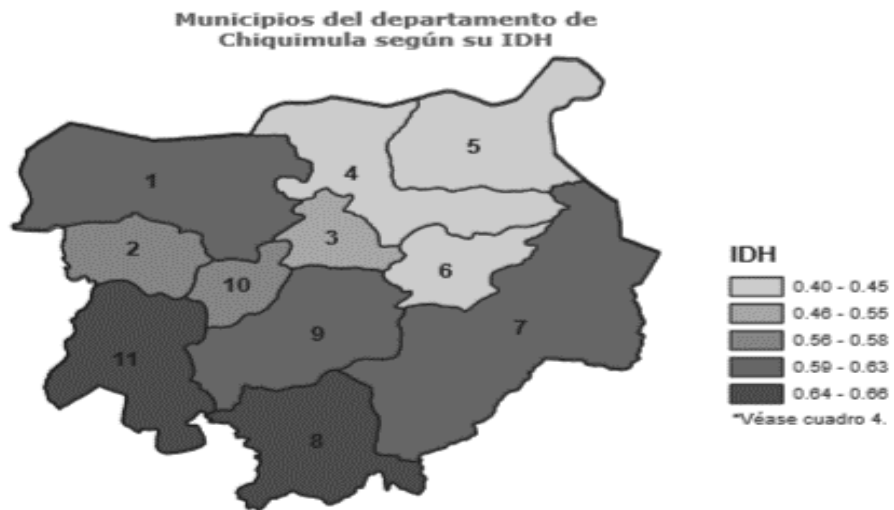 Municipios del departamento de
Chiquimula según su IDH
5
4
1
3
2
6
10
7
9
11
8
IDH
0.40 - 0.45
0.46 - 0.55
0.56 - 0.58
0.59 - 0.63
0.64 - 0.66
*Véase cuadro 4.